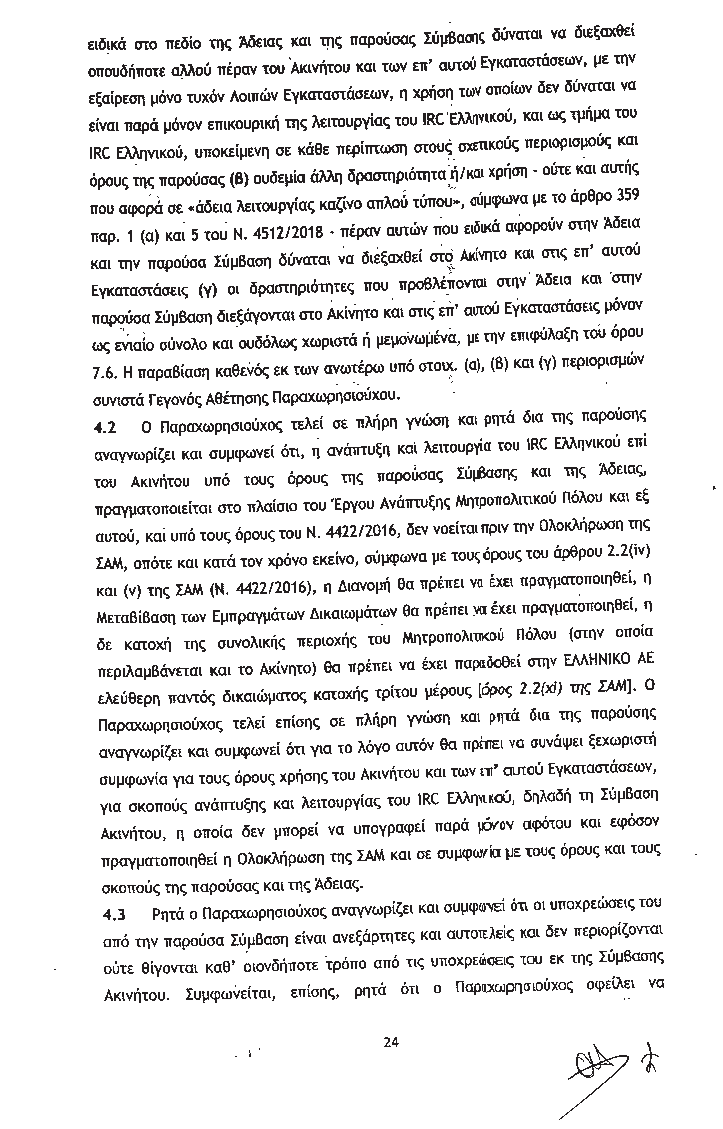 ειδικά στο πεδίο της Άδειας και της παρούσας Σύμβασης δύναται να διεξαχθεί
οπουδήποτε αλλού πέραν του Ακινήτου και των επ' αυτού Εγκαταστάσεων, με την
εξαίρεση μόνο τυχόν Λοιπών Εγκαταστάσεων, η χρήση των οποίων δεν δύναται να
είναι παρά μόνον επικουρική της λειτουργίας του IRC Ελληνικού, και ως τμήμα του
IRC Ελληνικού, υποκείμενη σε κάθε περίπτωση στους σχετικούς περιορισμούς και
όρους της παρούσας (β) ουδεμία άλλη δραστηριότητα ή/και χρήση - ούτε και αυτής
που αφορά σε «άδεια λειτουργίας καζίνο απλού τύπου», σύμφωνα με το άρθρο 359
παρ. 1 (α) και 5 του Ν. 4512/2018 - πέραν αυτών που ειδικά αφορούν στην Άδεια
και την παρούσα Σύμβαση δύναται να διεξαχθεί στο Ακίνητο και στις επ' αυτού
Εγκαταστάσεις (γ) οι δραστηριότητες που προβλέπονται στην Άδεια και στην
παρούσα Σύμβαση διεξάγονται στο Ακίνητο και στις επ' αυτού Εγκαταστάσεις μόνον
ως ενιαίο σύνολο και ουδόλως χωριστά ή μεμονωμένα, με την επιφύλαξη του όρου
7.6. Η παραβίαση καθενός εκ των ανωτέρω υπό στοιχ. (α), (β) και (γ) περιορισμών
συνιστά Γεγονός Αθέτησης Παραχωρησιούχου.
4.2 Ο Παραχωρησιούχος τελεί σε πλήρη γνώση και ρητά δια της παρούσης
αναγνωρίζει και συμφωνεί ότι, η ανάπτυξη και λειτουργία του IRC Ελληνικού επί
του Ακινήτου υπό τους όρους της παρούσας Σύμβασης και της Άδειας,
πραγματοποιείται στο πλαίσιο του Έργου Ανάπτυξης Μητροπολιτικού Πόλου και εξ
αυτού, και υπό τους όρους του Ν. 4422/2016, δεν νοείται πριν την Ολοκλήρωση της
ΣΑΜ, οπότε και κατά τον χρόνο εκείνο, σύμφωνα με τους όρους του άρθρου 2.2(iv)
και (v) της ΣΑΜ (Ν. 4422/2016), η Διανομή θα πρέπει να έχει πραγματοποιηθεί, η
Μεταβίβαση των Εμπραγμάτων Δικαιωμάτων θα πρέπει να έχει πραγματοποιηθεί, η
δε κατοχή της συνολικής περιοχής του Μητροπολιτικού Πόλου (στην οποία
περιλαμβάνεται και το Ακίνητο) θα πρέπει να έχει παραδοθεί στην ΕΛΛΗΝΙΚΟ ΑΕ
ελεύθερη παντός δικαιώματος κατοχής τρίτου μέρους [όρος 2.2(xi) της ΣΑΜ]. Ο
Παραχωρησιούχος τελεί επίσης σε πλήρη γνώση και ρητά δια της παρούσης
αναγνωρίζει και συμφωνεί ότι για το λόγο αυτόν θα πρέπει να συνάψει ξεχωριστή
συμφωνία για τους όρους χρήσης του Ακινήτου και των επ' αυτού Εγκαταστάσεων,
για σκοπούς ανάπτυξης και λειτουργίας του IRC Ελληνικού, δηλαδή τη Σύμβαση
Ακινήτου, η οποία δεν μπορεί να υπογραφεί παρά μόνον αφότου και εφόσον
πραγματοποιηθεί η Ολοκλήρωση της ΣΑΜ και σε συμφωνία με τους όρους και τους
σκοπούς της παρούσας και της Άδειας.
4.3 Ρητά ο Παραχωρησιούχος αναγνωρίζει και συμφωνεί ότι οι υποχρεώσεις του
από την παρούσα Σύμβαση είναι ανεξάρτητες και αυτοτελείς και δεν περιορίζονται
ούτε θίγονται καθ' οιονδήποτε τρόπο από τις υποχρεώσεις του εκ της Σύμβασης
Ακινήτου. Συμφωνείται, επίσης, ρητά ότι ο Παραχωρησιούχος οφείλει να
24